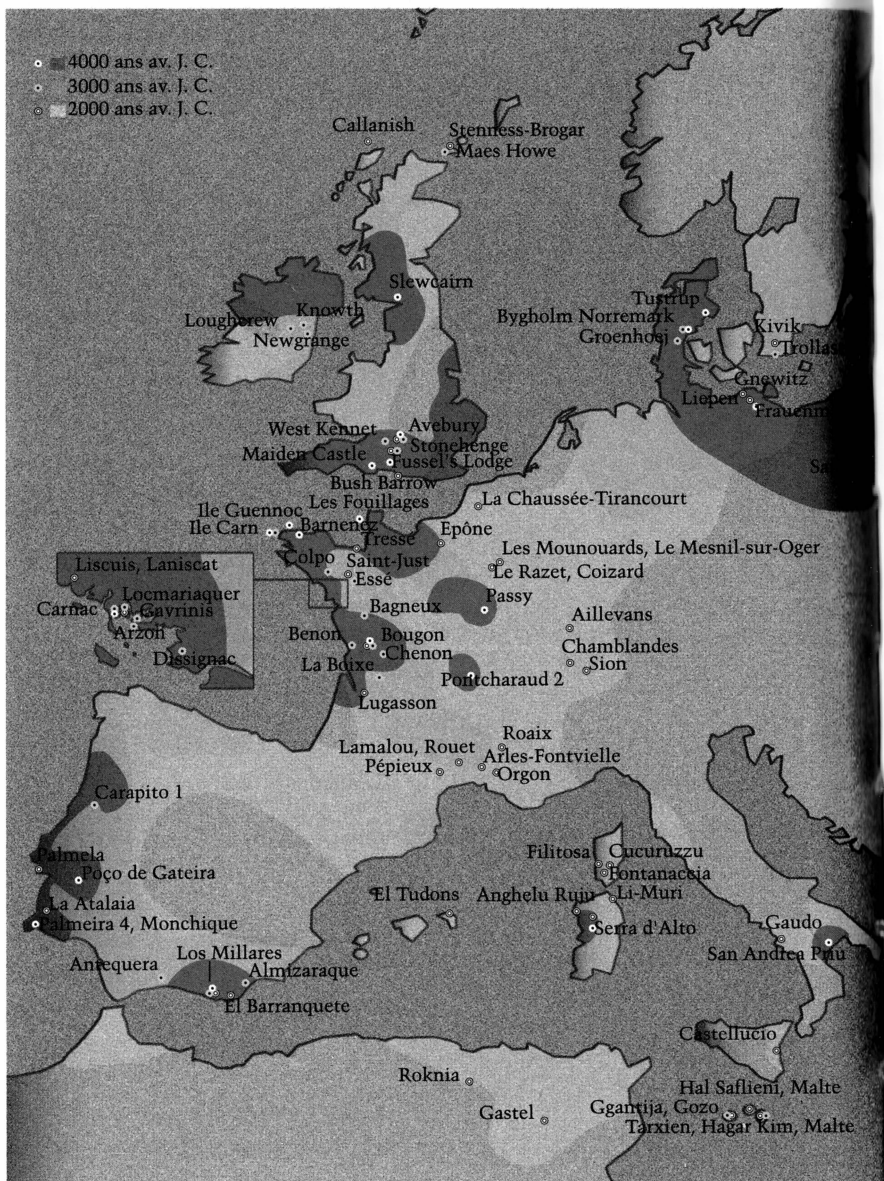 4000 ans av. J. C.
3000 ans av. J. C.
2000 ans av. J. C.
Callanish
Stenness-Brogar
Maes Howe
Slewcairn
Loughcrew
Knowth
Newgrange
Tustrup
Bygholm Norremark
Groenhoej
Kivik
Trollas
Gnewitz
Liepen
Frauenm
Sa
West Kennet
Avebury
Stonehenge
Maiden Castle
Fussel's Lodge
Bush Barrow
Les Fouillages
La Chaussée-Tirancourt
Ile Guennoc
Ile Carn
Barnenez
Tressé
Epône
Colpo
Saint-Just
Essé
Les Mounouards, Le Mesnil-sur-Oger
Le Razet, Coizard
Passy
Liscuis, Laniscat
Locmariaquer
Carnac
Gavrinis
Arzon
Dissignac
Bagneux
Benon
Bougon
Chenon
La Boixe
Lugasson
Aillevans
Chamblandes
Sion
Pontcharaud 2
Roaix
Lamalou, Rouet
Arles-Fontvielle
Pépieux
Orgon
Carapito 1
Palmela
Poço de Gateira
La Atalaia
Palmeira 4, Monchique
Los Millares
Antequera
Almizaraque
El Barranquete
El Tudons
Filitosa
Cucuruzzu
Fontanaccia
Anghelu Ruju
Li-Muri
Serra d'Alto
Gaudo
San Andrea Priu
Castellucio
Roknia
Gastel
Hal Saflieni, Malte
Ggantija, Gozo
Tarxien, Hagar Kim, Malte